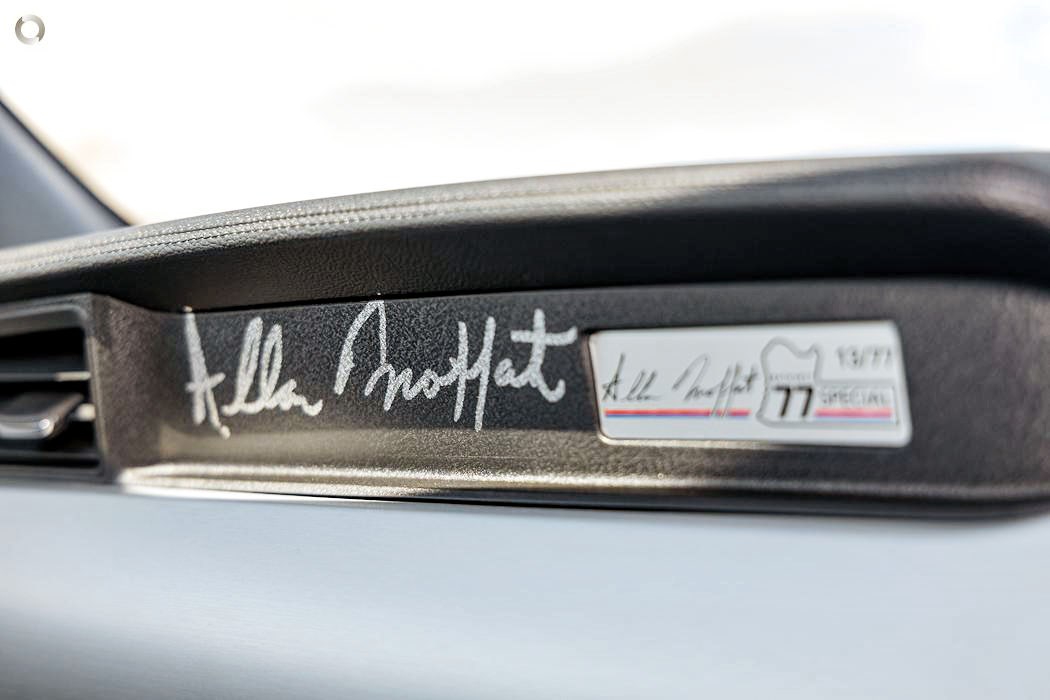 Allan Moffat
Allan Moffat
13/77
77 SPECIAL